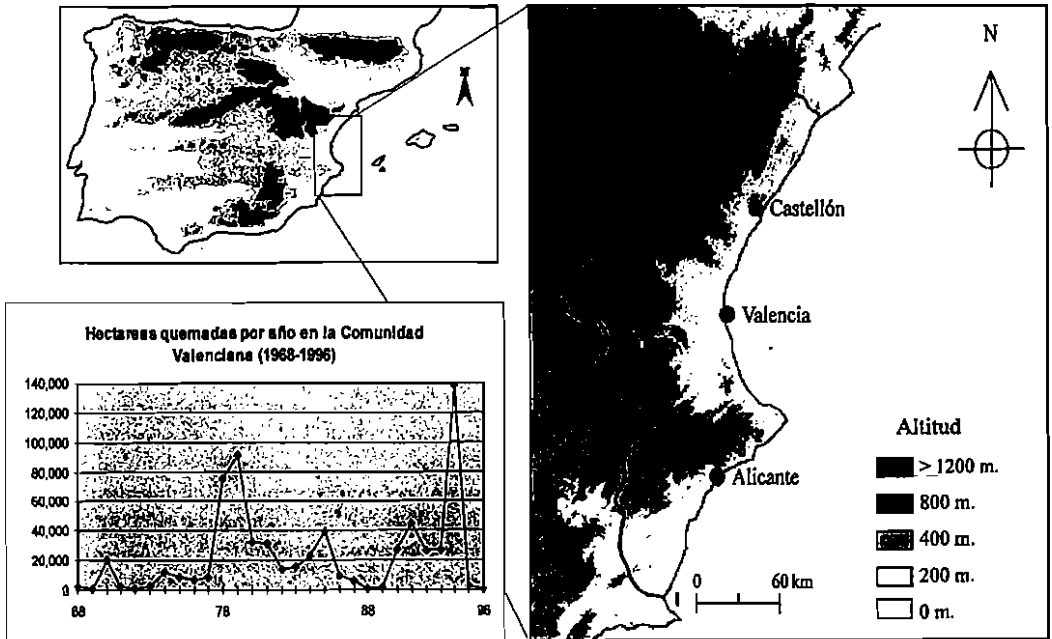 N
Castellón
Valencia
Alicante
Altitud
> 1200 m.
800 m.
400 m.
200 m.
0 m.
0 60 km
Hectareas quemadas por año en la Comunidad
Valenciana (1968-1996)
140,000
120,000
100,000
80,000
60,000
40,000
20,000
0
68 78 88 96